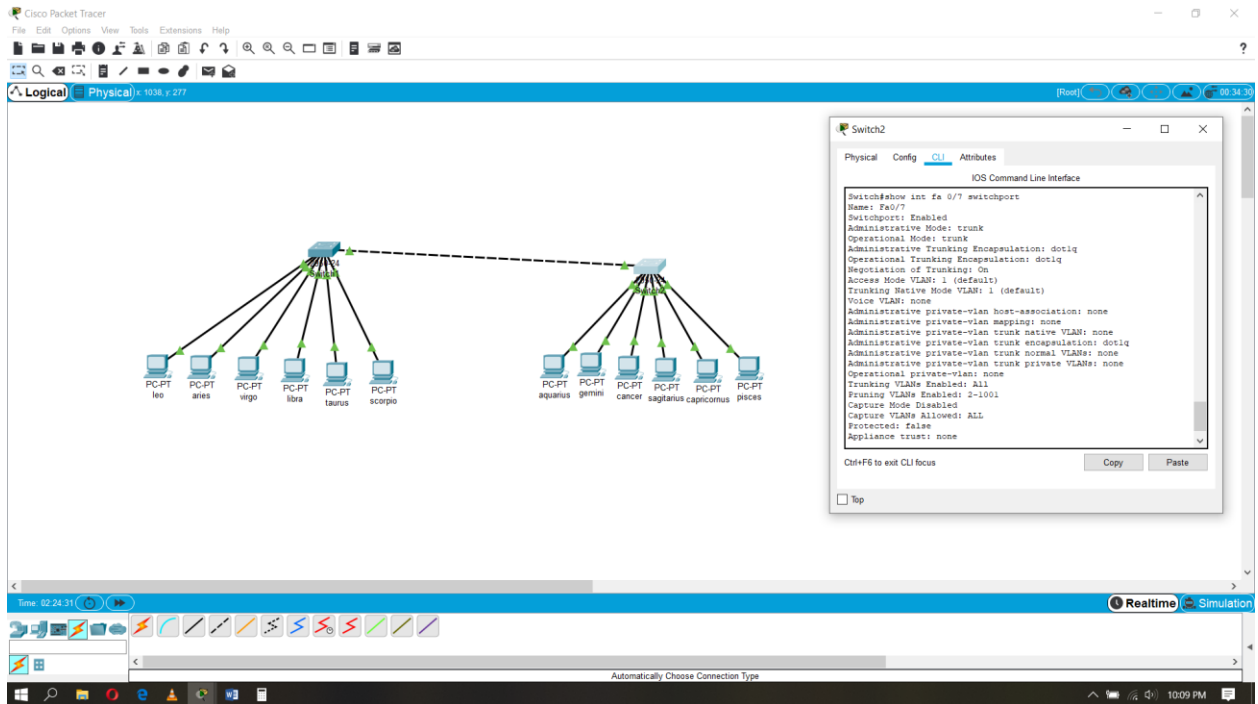 Cisco Packet Tracer
File Edit Options View Tools Extensions Help
?
Logical Physical x: 1038, y: 277
[Root] 00:34:30
Switch2
Physical Config CLI Attributes
IOS Command Line Interface
Switch#show int fa 0/7 switchport
Name: Fa0/7
Switchport: Enabled
Administrative Mode: trunk
Operational Mode: trunk
Administrative Trunking Encapsulation: dot1q
Operational Trunking Encapsulation: dot1q
Negotiation of Trunking: On
Access Mode VLAN: 1 (default)
Trunking Native Mode VLAN: 1 (default)
Voice VLAN: none
Administrative private-vlan host-association: none
Administrative private-vlan mapping: none
Administrative private-vlan trunk native VLAN: none
Administrative private-vlan trunk encapsulation: dot1q
Administrative private-vlan trunk normal VLANs: none
Administrative private-vlan trunk private VLANs: none
Operational private-vlan: none
Trunking VLANs Enabled: All
Pruning VLANs Enabled: 2-1001
Capture Mode Disabled
Capture VLANs Allowed: ALL
Protected: false
Appliance trust: none
Ctrl+F6 to exit CLI focus
Copy Paste
Top
Switch1
PC-PT
leo
PC-PT
aries
PC-PT
virgo
PC-PT
libra
PC-PT
taurus
PC-PT
scorpio
PC-PT
aquarius
PC-PT
gemini
PC-PT
cancer
PC-PT
sagitarius
PC-PT
capricornus
PC-PT
pisces
Time: 02:24:31
Realtime Simulation
Automatically Choose Connection Type
10:09 PM